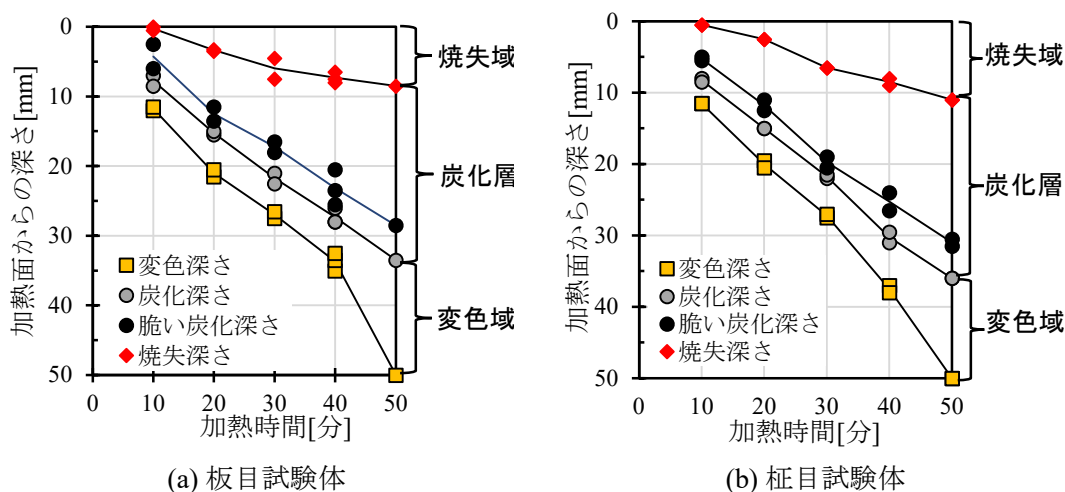 0
10
20
30
40
50
加熱面からの深さ[mm]
変色深さ
炭化深さ
脆い炭化深さ
焼失深さ
0
10
20
30
40
50
加熱時間[分]
焼失域
炭化層
変色域
(a) 板目試験体
0
10
20
30
40
50
加熱面からの深さ[mm]
変色深さ
炭化深さ
脆い炭化深さ
焼失深さ
0
10
20
30
40
50
加熱時間[分]
焼失域
炭化層
変色域
(b) 柾目試験体